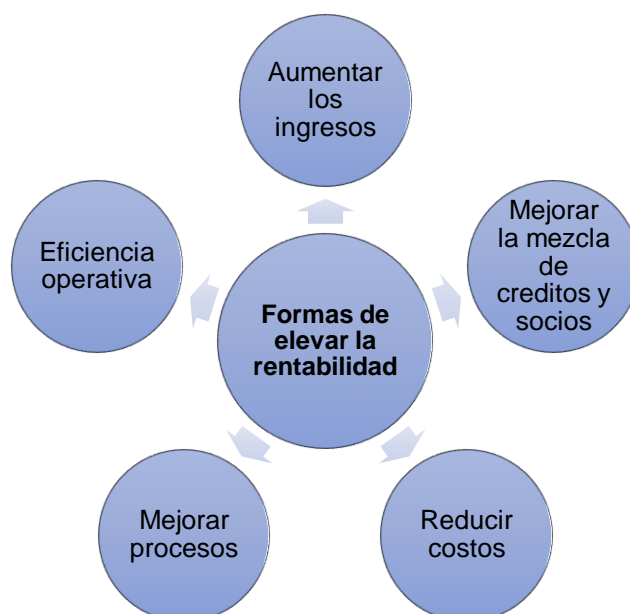 Aumentar
los
ingresos
Mejorar
la mezcla
de
creditos y
socios
Eficiencia
operativa
Formas de
elevar la
rentabilidad
Mejorar
procesos
Reducir
costos